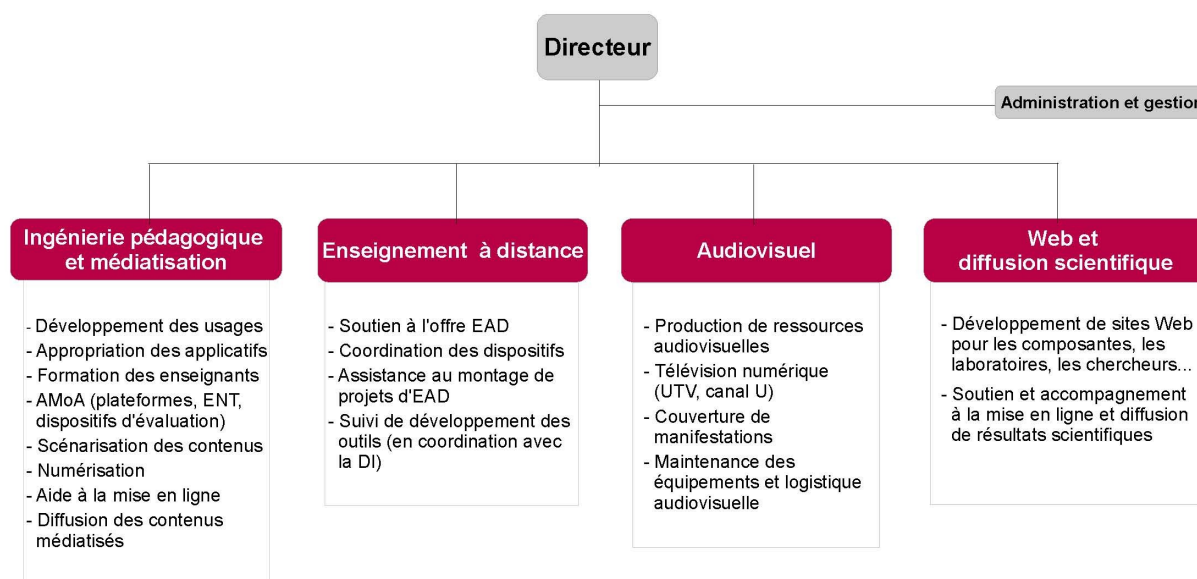 Directeur
Administration et gestion
Ingénierie pédagogique
et médiatisation
- Développement des usages
- Appropriation des applicatifs
- Formation des enseignants
- AMoA (plateformes, ENT,
dispositifs d'évaluation)
- Scénarisation des contenus
- Numérisation
- Aide à la mise en ligne
- Diffusion des contenus
médiatisés
Enseignement à distance
- Soutien à l'offre EAD
- Coordination des dispositifs
- Assistance au montage de
projets d'EAD
- Suivi de développement des
outils (en coordination avec
la DI)
Audiovisuel
- Production de ressources
audiovisuelles
- Télévision numérique
(UTV, canal U)
- Couverture de
manifestations
- Maintenance des
équipements et logistique
audiovisuelle
Web et
diffusion scientifique
- Développement de sites Web
pour les composantes, les
laboratoires, les chercheurs...
- Soutien et accompagnement
à la mise en ligne et diffusion
de résultats scientifiques